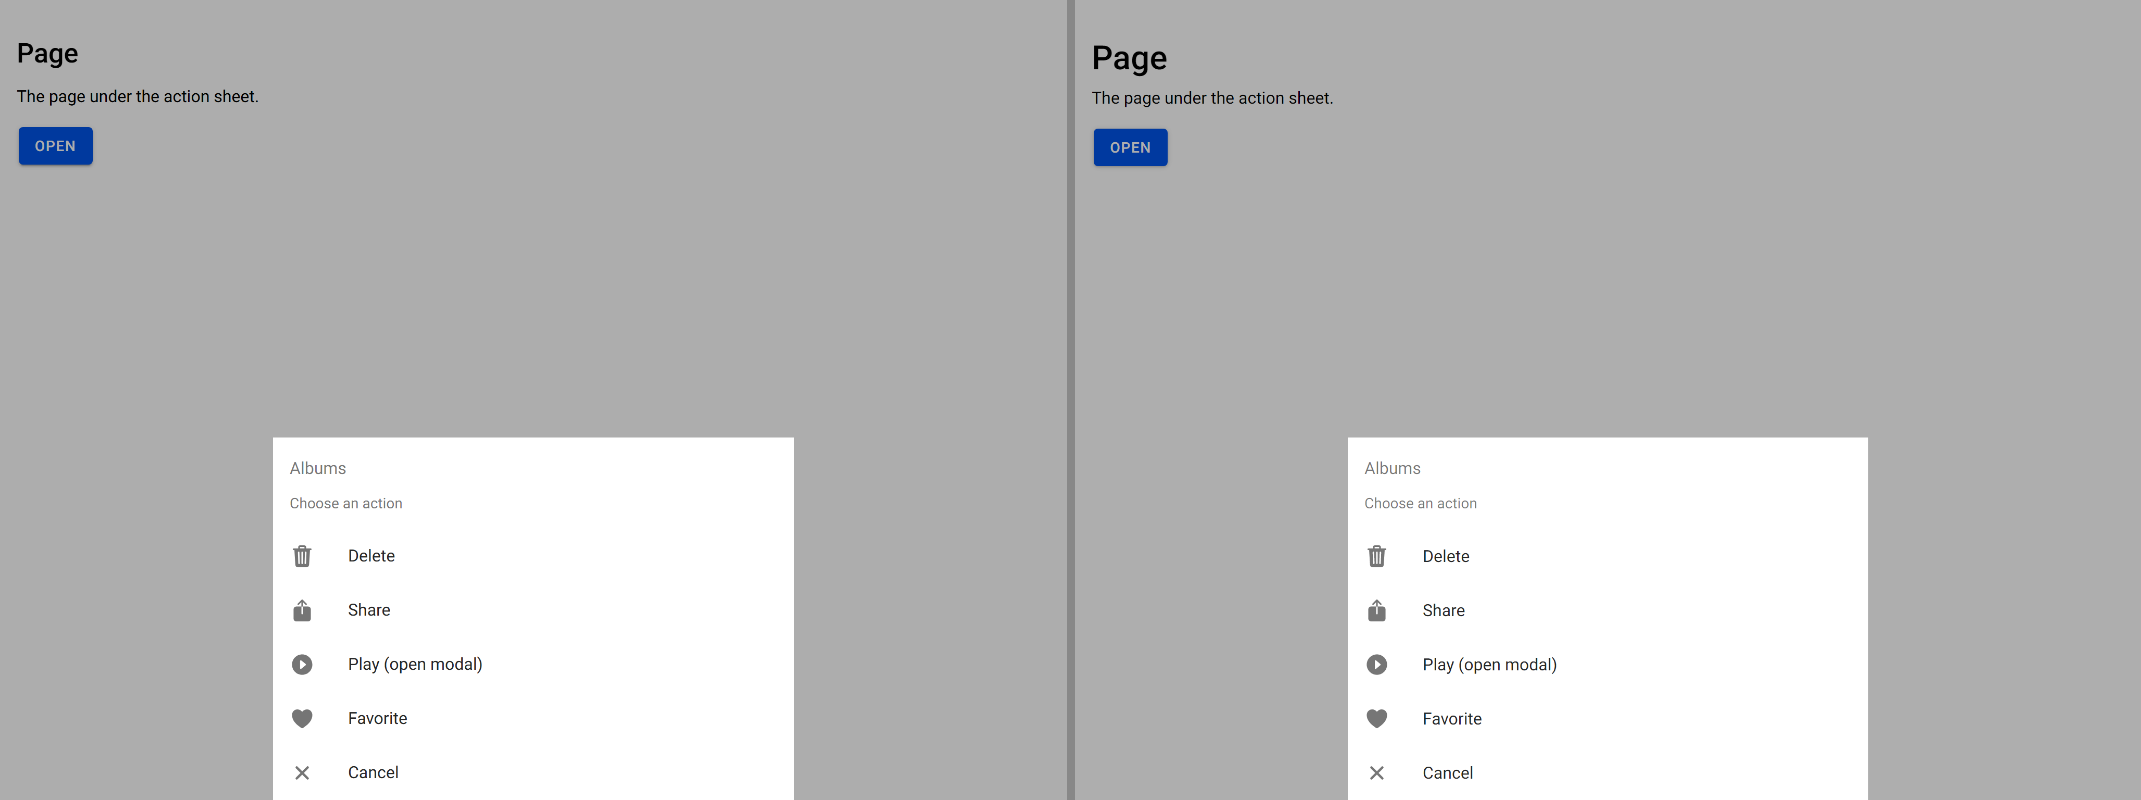 Page
The page under the action sheet.
OPEN
Albums
Choose an action
Delete
Share
Play (open modal)
Favorite
Cancel
Page
The page under the action sheet.
OPEN
Albums
Choose an action
Delete
Share
Play (open modal)
Favorite
Cancel